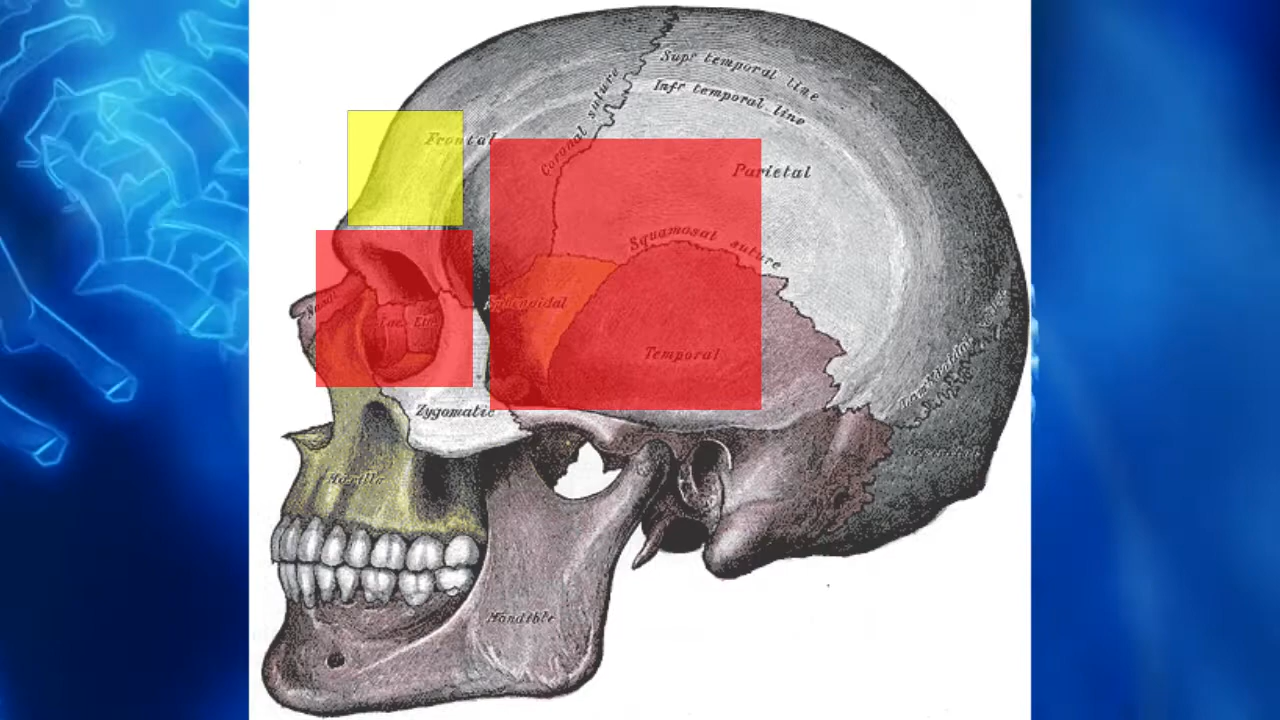 Supr temporal line
Infr temporal line
Coronal suture
Frontal
Parietal
Squamosal suture
Nasal
Sphenoidal
Lac.
Eth
Temporal
Zygomatic
Maxilla
Mandible